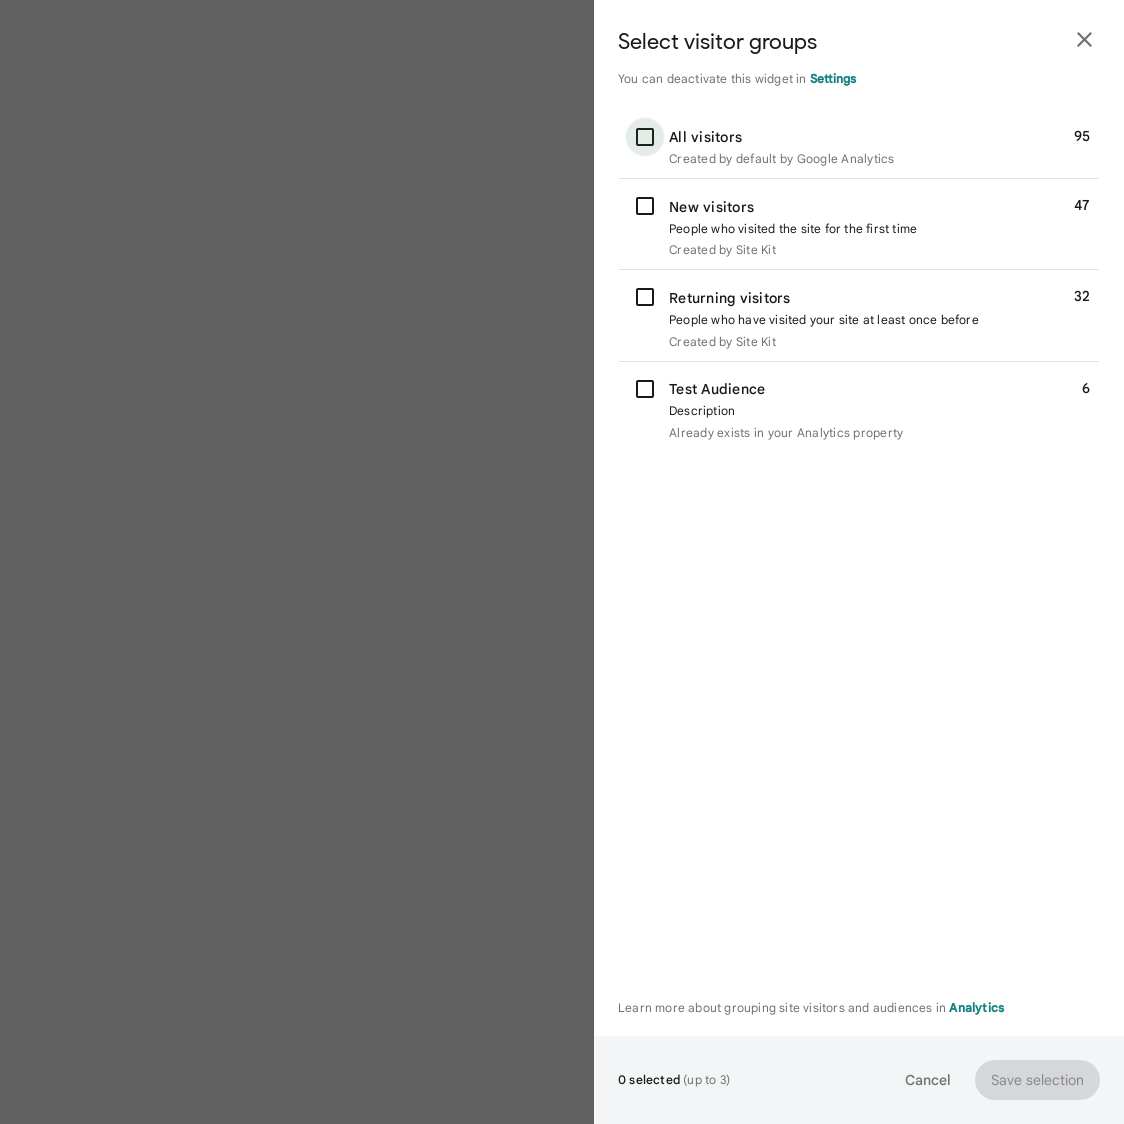 Select visitor groups
You can deactivate this widget in Settings
All visitors 95
Created by default by Google Analytics
New visitors 47
People who visited the site for the first time
Created by Site Kit
Returning visitors 32
People who have visited your site at least once before
Created by Site Kit
Test Audience 6
Description
Already exists in your Analytics property
Learn more about grouping site visitors and audiences in Analytics
0 selected (up to 3) Cancel Save selection